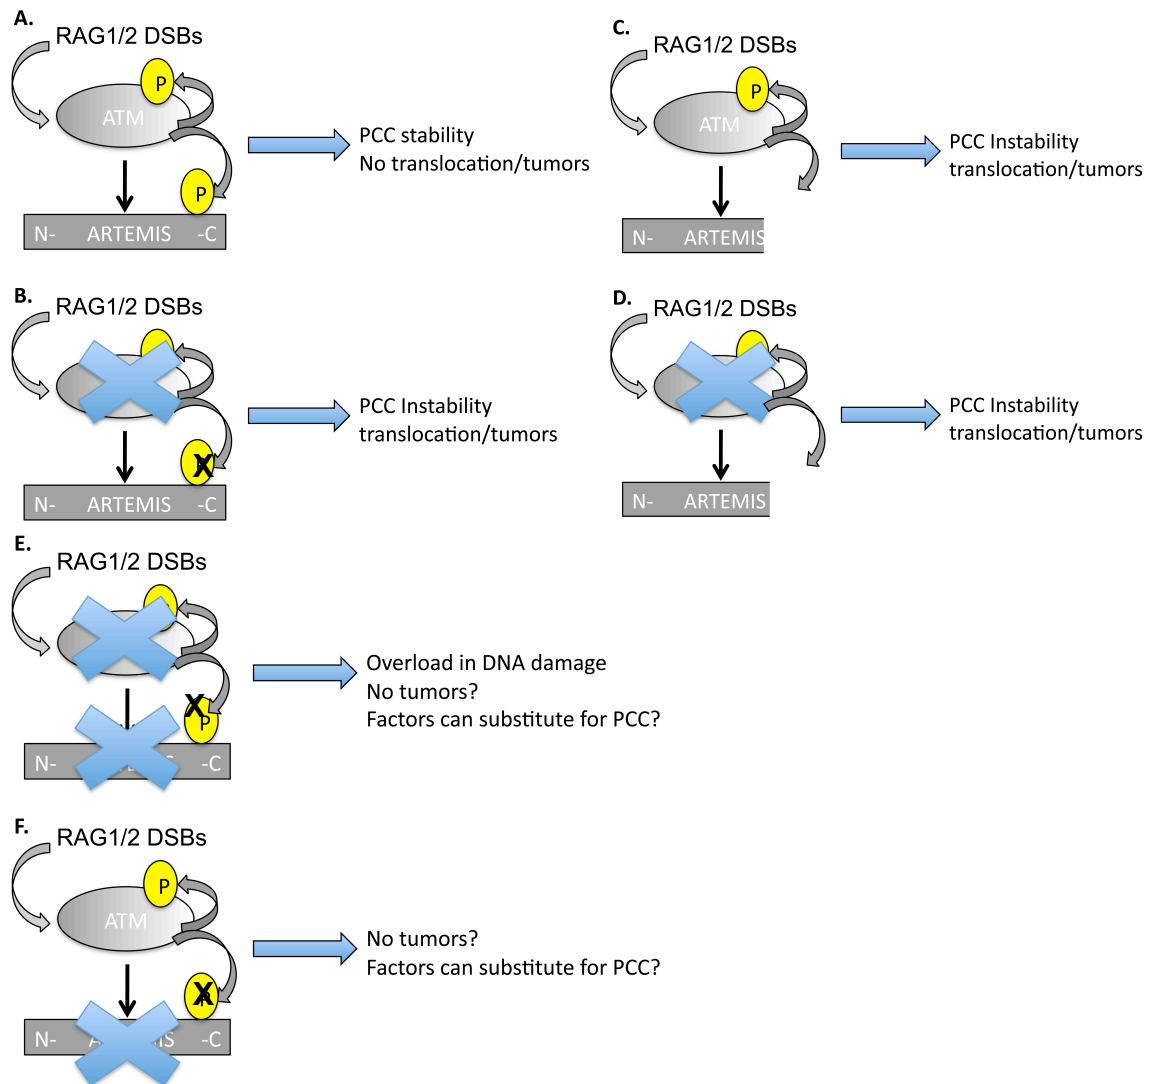 A.
RAG1/2 DSBs
P
ATM
P
N- ARTEMIS -C
PCC stability
No translocation/tumors
C.
RAG1/2 DSBs
P
ATM
N- ARTEMIS
PCC Instability
translocation/tumors
B.
RAG1/2 DSBs
X
N- ARTEMIS -C
PCC Instability
translocation/tumors
D.
RAG1/2 DSBs
N- ARTEMIS
PCC Instability
translocation/tumors
E.
RAG1/2 DSBs
X
P
N- -C
Overload in DNA damage
No tumors?
Factors can substitute for PCC?
F.
RAG1/2 DSBs
P
ATM
X
N- -C
No tumors?
Factors can substitute for PCC?